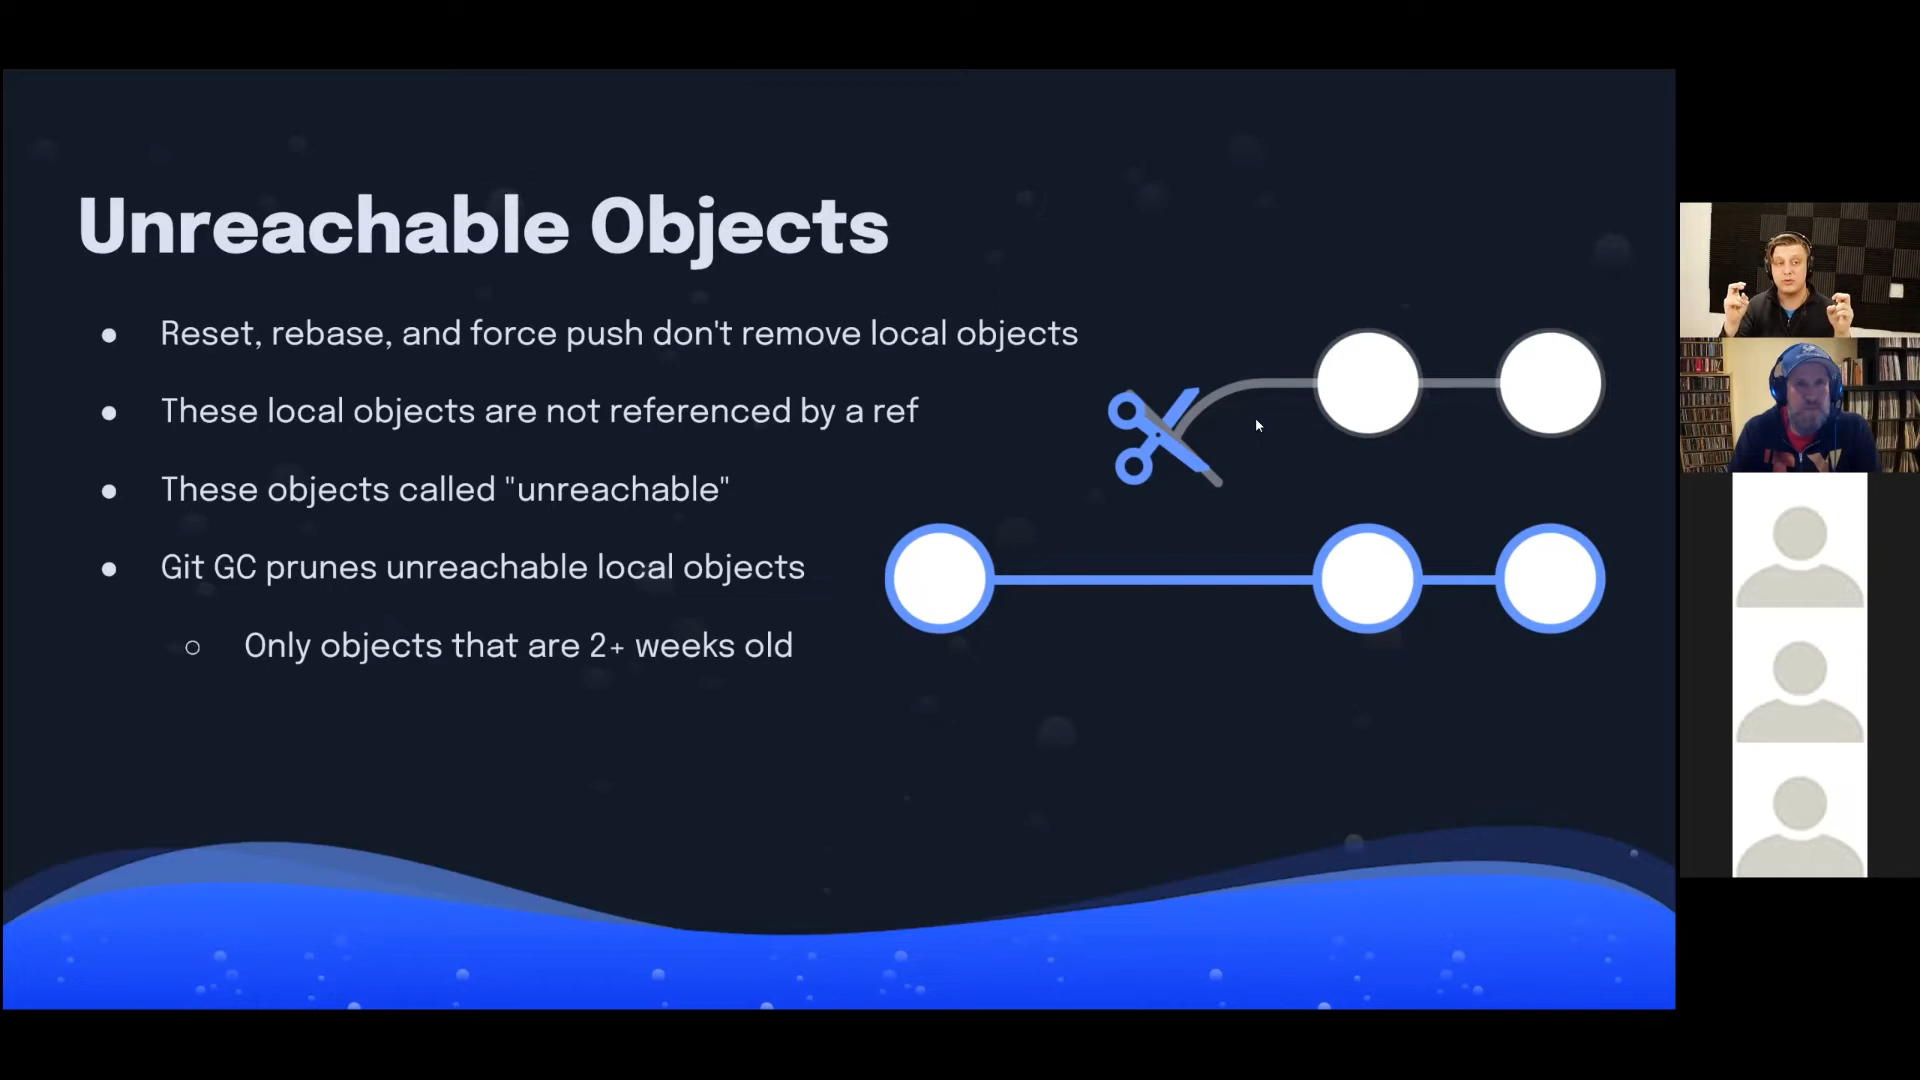 Unreachable Objects
Reset, rebase, and force push don't remove local objects
These local objects are not referenced by a ref
These objects called "unreachable"
Git GC prunes unreachable local objects
Only objects that are 2+ weeks old